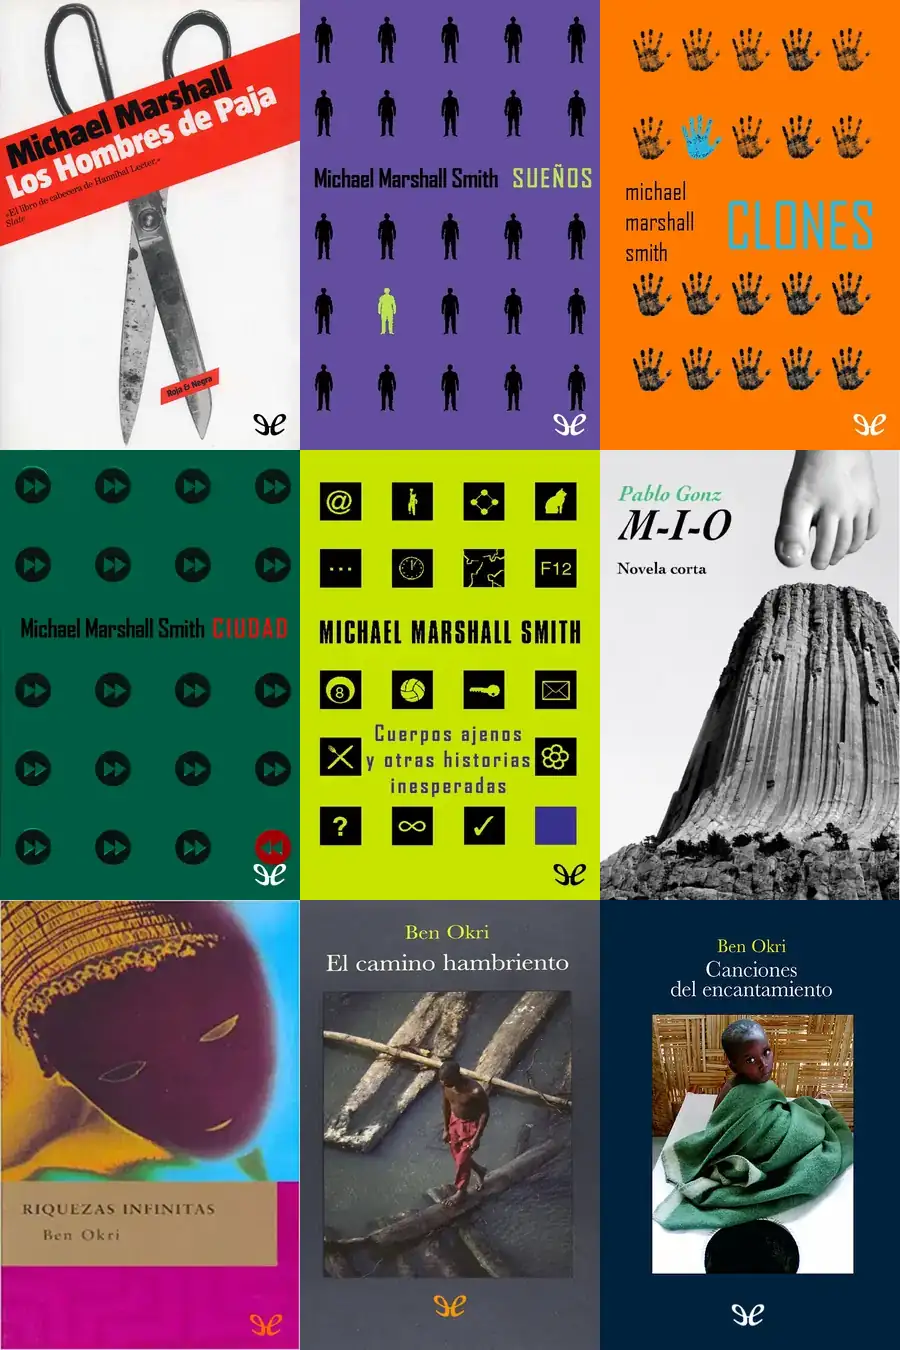 Michael Marshall
Los Hombres de Paja
«El libro de cabecera de Hannibal Lecter.»
Slate
Roja & Negra
Michael Marshall Smith SUEÑOS
michael
marshall
smith
CLONES
Michael Marshall Smith CIUDAD
@
...
F12
MICHAEL MARSHALL SMITH
8
Cuerpos ajenos
y otras historias
inesperadas
?
Pablo Gonz
M-I-O
Novela corta
RIQUEZAS INFINITAS
Ben Okri
Ben Okri
El camino hambriento
Ben Okri
Canciones
del encantamiento